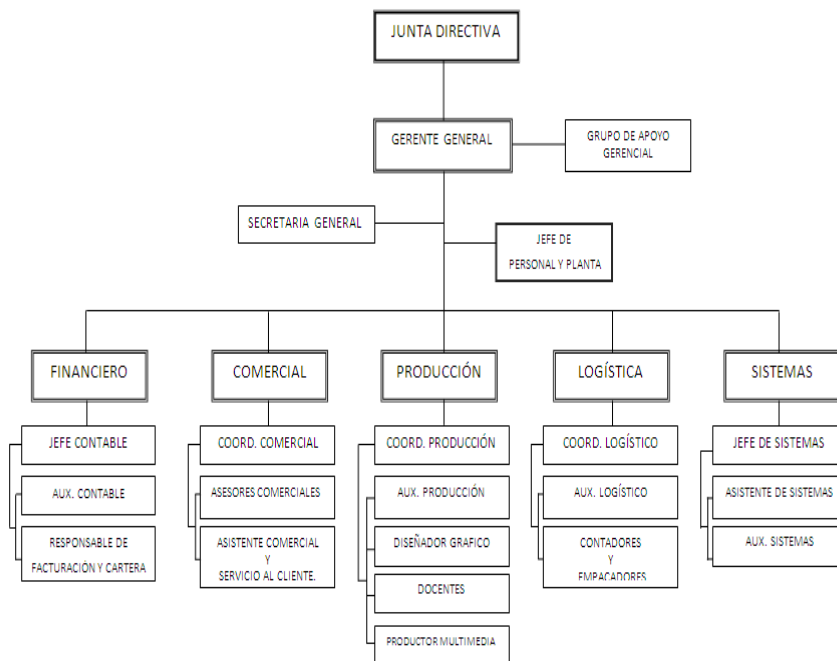 JUNTA DIRECTIVA
GERENTE GENERAL
GRUPO DE APOYO
GERENCIAL
SECRETARIA GENERAL
JEFE DE
PERSONAL Y PLANTA
FINANCIERO
COMERCIAL
PRODUCCIÓN
LOGÍSTICA
SISTEMAS
JEFE CONTABLE
COORD. COMERCIAL
COORD. PRODUCCIÓN
COORD. LOGÍSTICO
JEFE DE SISTEMAS
AUX. CONTABLE
ASESORES COMERCIALES
AUX. PRODUCCIÓN
AUX. LOGÍSTICO
ASISTENTE DE SISTEMAS
RESPONSABLE DE
FACTURACIÓN Y CARTERA
ASISTENTE COMERCIAL
Y
SERVICIO AL CLIENTE.
DISEÑADOR GRAFICO
CONTADORES
Y
EMPACADORES
AUX. SISTEMAS
DOCENTES
PRODUCTOR MULTIMEDIA